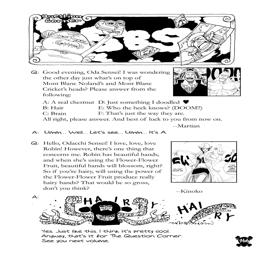 Question Corner
SBS
Q: Good evening, Oda Sensei! I was wondering
the other day just what's on top of
Mont Blanc Noland's and Mont Blanc
Cricket's heads? Please answer from the
following:
A: A real chestnut D: Just something I doodled ♥
B: Hair E: Who the heck knows? (DOOM!!)
C: Brain F: That's just the way they are.
All right, please answer. And best of luck to you from now on.
--Martian
A: Umm... Well... Let's see... Umm... It's A
Q: Hello, Odacchi Sensei! I love, love, love
Robin! However, there's one thing that
concerns me. Robin has beautiful hands,
and when she's using the Flower-Flower
Fruit, beautiful hands will blossom, right?
So if you're hairy, will using the power of
the Flower-Flower Fruit produce really
hairy hands? That would be so gross,
don't you think?
--Kinoko
A:
HAIRY
HAIRY
Yes. Just like this. I think it's pretty cool.
Anyway, that's it for The Question Corner.
See you next volume.